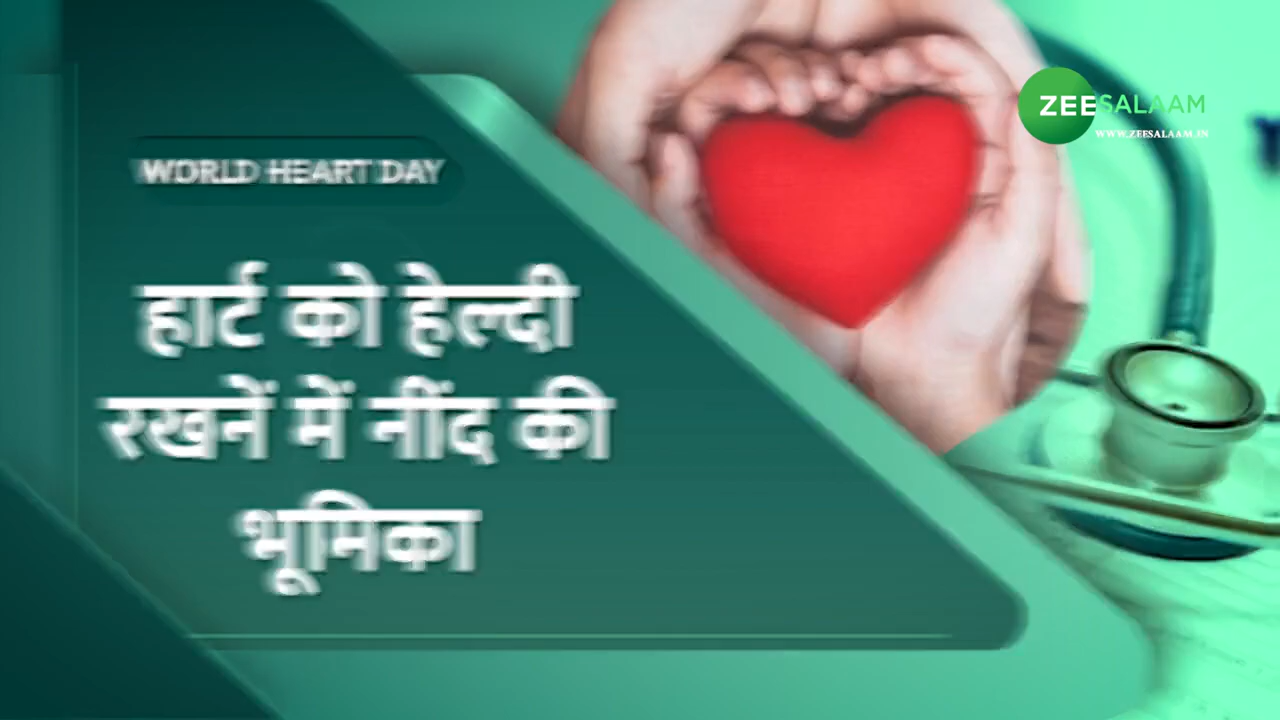 WORLD HEART DAY
हार्ट को हेल्दी
रखनें में नींद की
भूमिका
ZEESALAAM
WWW.ZEESALAAM.IN